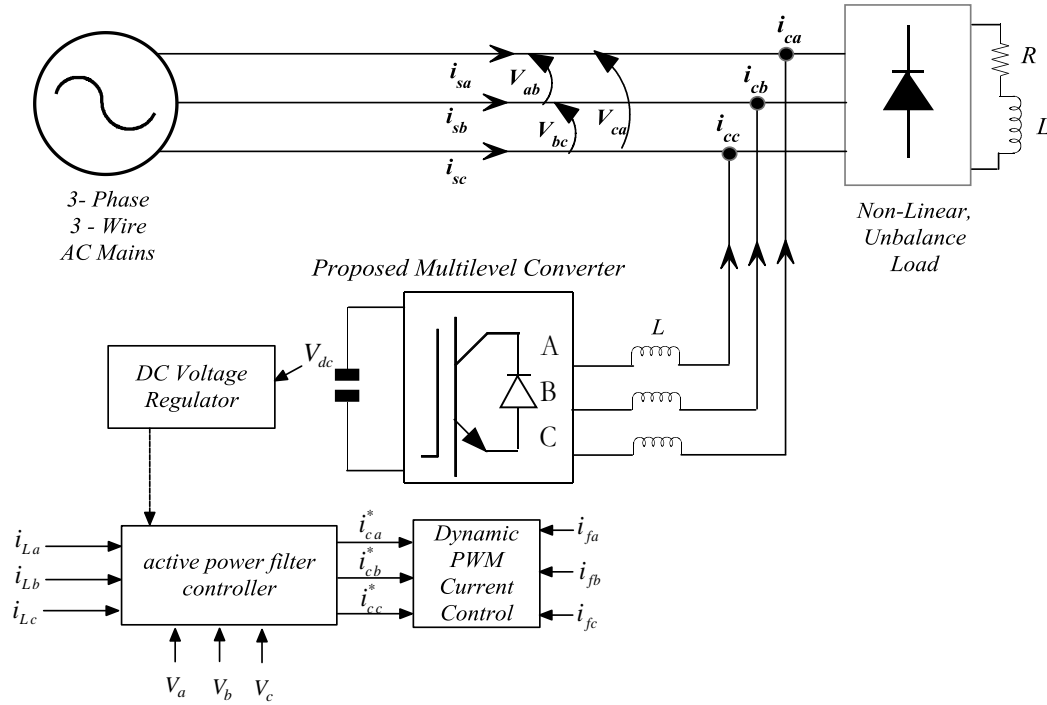 i_ca
i_sa
V_ab
i_cb
i_sb
V_bc
V_ca
i_cc
i_sc
R
L
3- Phase
3 - Wire
AC Mains
Non-Linear,
Unbalance
Load
Proposed Multilevel Converter
A
B
C
L
DC Voltage
Regulator
V_dc
i_La
i_Lb
i_Lc
active power filter
controller
i*_ca
i*_cb
i*_cc
Dynamic
PWM
Current
Control
i_fa
i_fb
i_fc
V_a
V_b
V_c